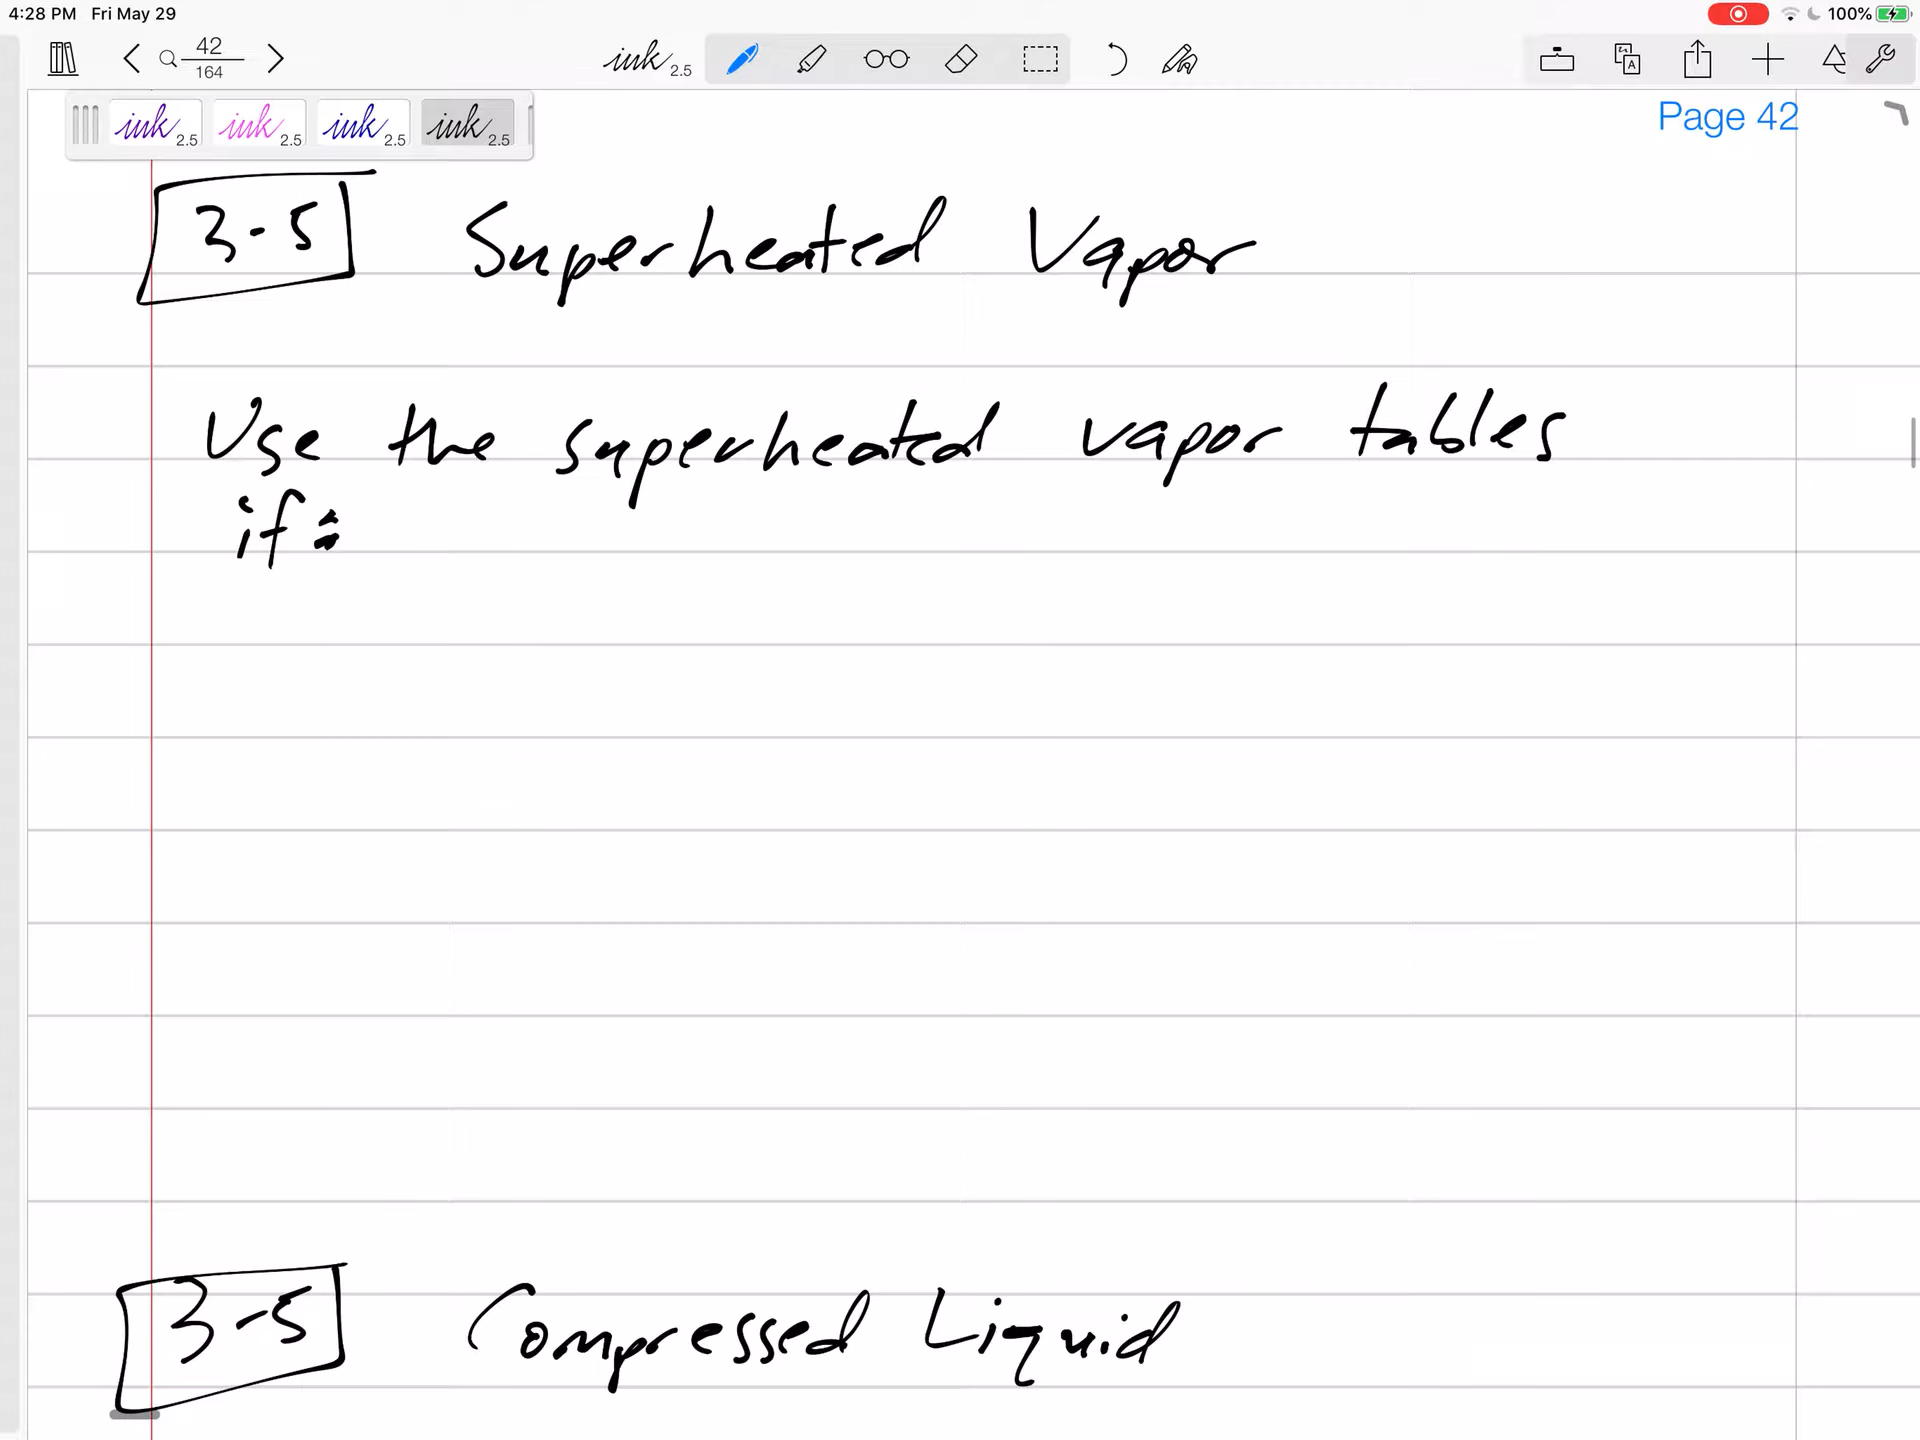 4:28 PM Fri May 29
100%
42
164
ink 2.5
ink 2.5
ink 2.5
ink 2.5
ink 2.5
Page 42
3-5 Superheated Vapor
Use the superheated vapor tables
if:
3-5 Compressed Liquid